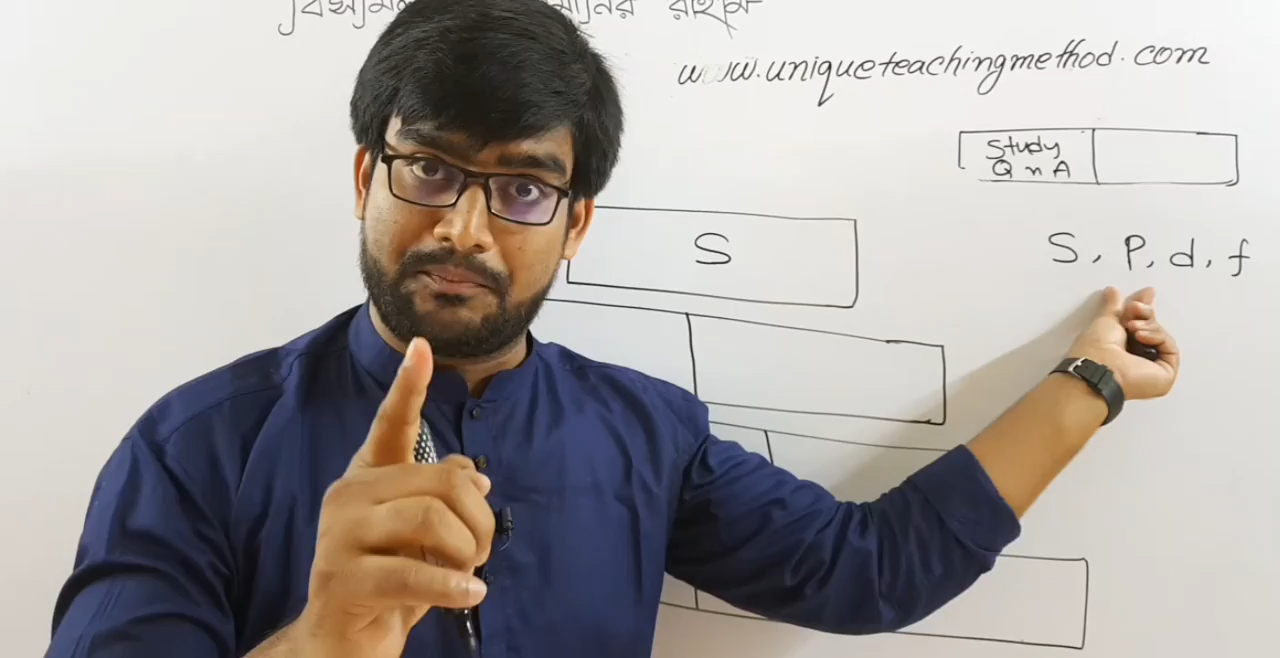 রাহীম
www.uniqueteachingmethod.com
Study
Q n A
S
S, P, d, f